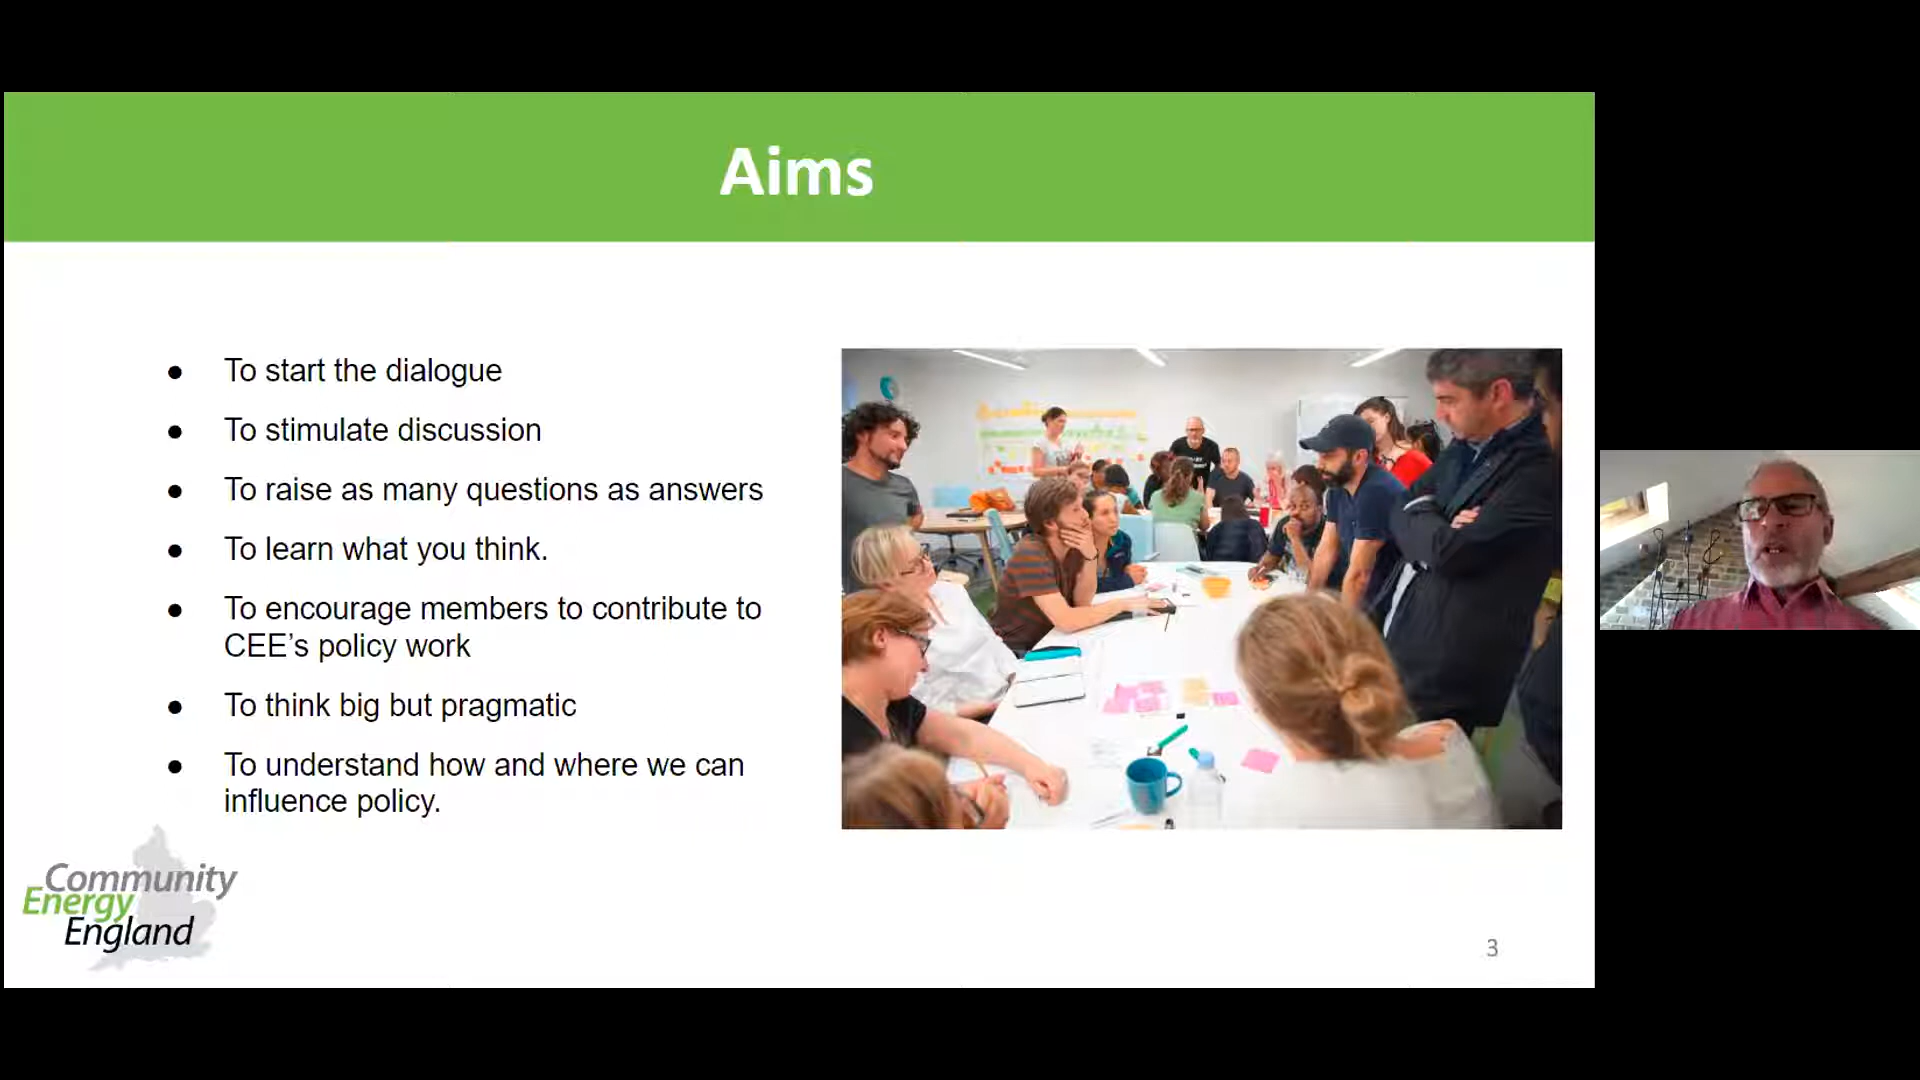 Aims
● To start the dialogue
● To stimulate discussion
● To raise as many questions as answers
● To learn what you think.
● To encourage members to contribute to
CEE’s policy work
● To think big but pragmatic
● To understand how and where we can
influence policy.
Community
Energy
England
3